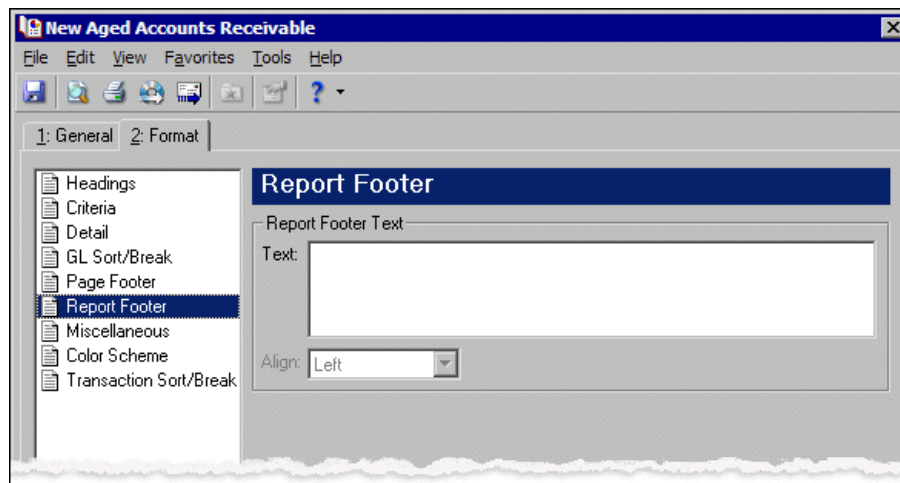 New Aged Accounts Receivable
File Edit View Favorites Tools Help
?
1: General 2: Format
Headings
Criteria
Detail
GL Sort/Break
Page Footer
Report Footer
Miscellaneous
Color Scheme
Transaction Sort/Break
Report Footer
Report Footer Text
Text:
Align: Left